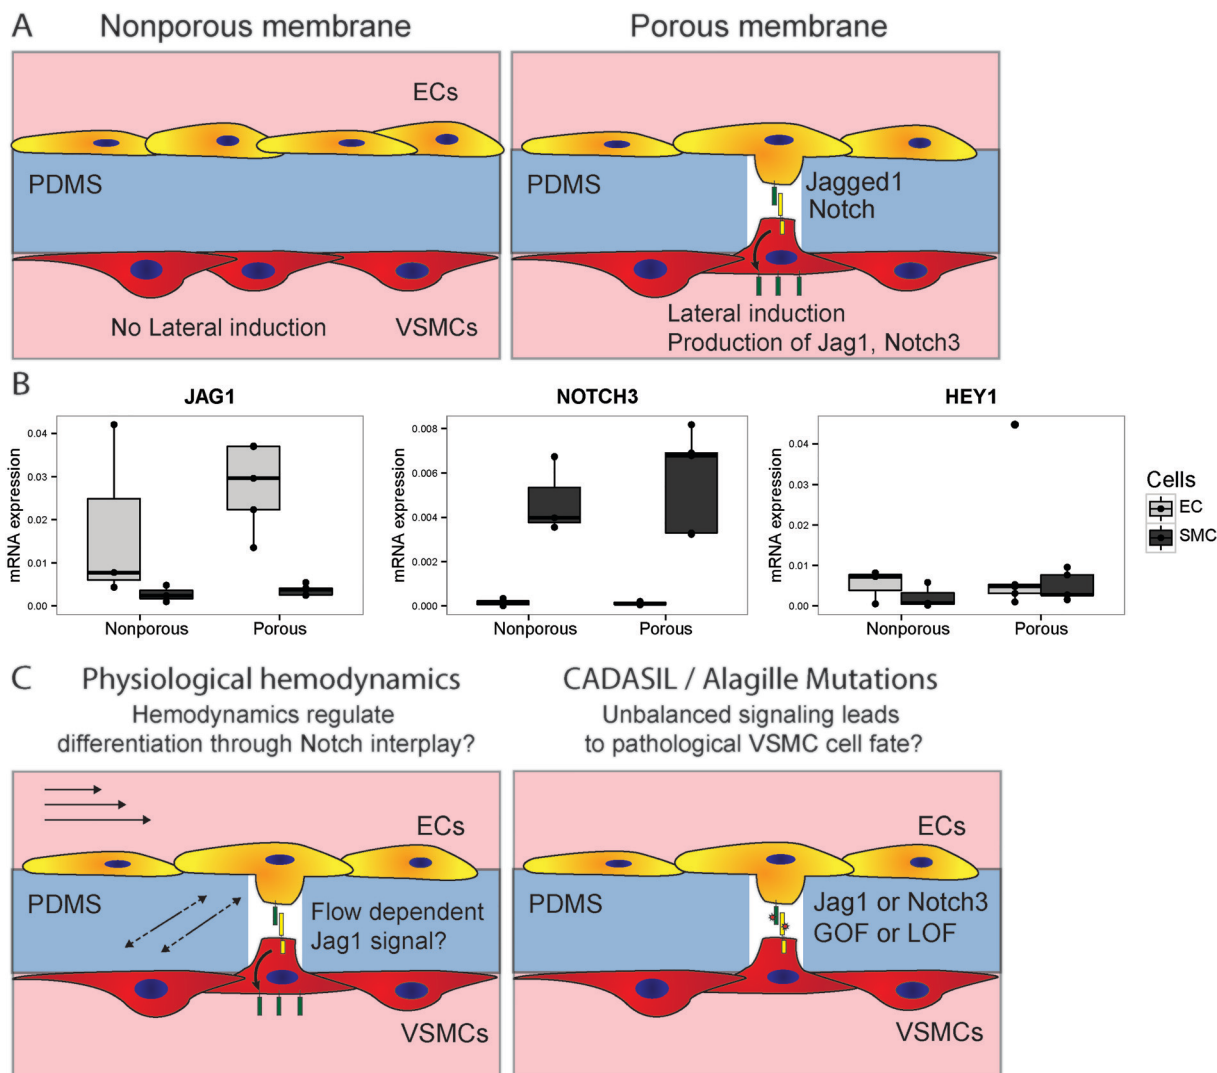 A
Nonporous membrane
Porous membrane
ECs
PDMS
No Lateral induction
VSMCs
PDMS
Jagged1
Notch
Lateral induction
Production of Jag1, Notch3
B
JAG1
mRNA expression
0.04
0.03
0.02
0.01
0.00
Nonporous
Porous
NOTCH3
mRNA expression
0.008
0.006
0.004
0.002
0.000
Nonporous
Porous
HEY1
mRNA expression
0.04
0.03
0.02
0.01
0.00
Nonporous
Porous
Cells
EC
SMC
C
Physiological hemodynamics
Hemodynamics regulate
differentiation through Notch interplay?
CADASIL / Alagille Mutations
Unbalanced signaling leads
to pathological VSMC cell fate?
ECs
PDMS
Flow dependent
Jag1 signal?
VSMCs
ECs
PDMS
Jag1 or Notch3
GOF or LOF
VSMCs